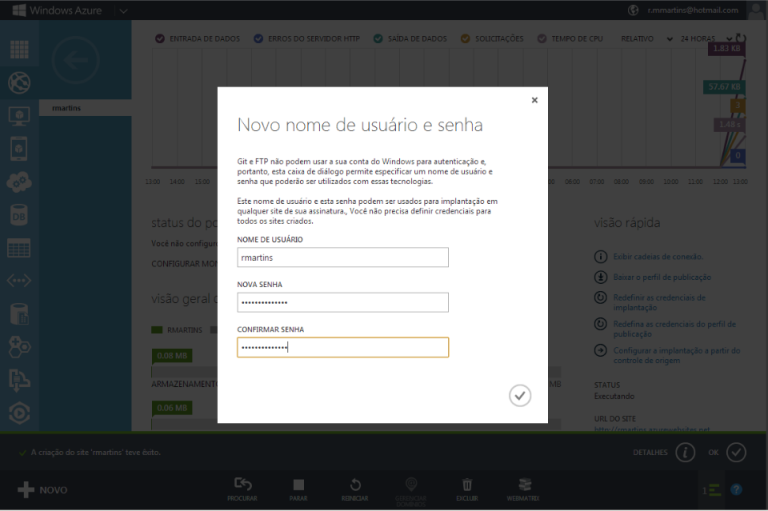 Windows Azure
r.mmartins@hotmail.com
ENTRADA DE DADOS
ERROS DO SERVIDOR HTTP
SAÍDA DE DADOS
SOLICITAÇÕES
TEMPO DE CPU
RELATIVO
24 HORAS
1.83 KB
57.67 KB
1.48 s
0
rmartins
13:00 14:00 15:00
06:00 07:00 08:00 09:00 10:00 11:00 12:00 13:00
×
Novo nome de usuário e senha
Git e FTP não podem usar a sua conta do Windows para autenticação e,
portanto, esta caixa de diálogo permite especificar um nome de usuário e
senha que poderão ser utilizados com essas tecnologias.
Este nome de usuário e esta senha podem ser usados para implantação em
qualquer site de sua assinatura., Você não precisa definir credenciais para
todos os sites criados.
NOME DE USUÁRIO
rmartins
NOVA SENHA
••••••••••••••
CONFIRMAR SENHA
••••••••••••••
status do po
Você não configu
CONFIGURAR MON
visão geral d
RMARTINS
0.08 MB
ARMAZENAMENT
MB
0.06 MB
visão rápida
Exibir cadeias de conexão
Baixar o perfil de publicação
Redefinir as credenciais de
implantação
Redefina as credenciais do perfil de
publicação
Configurar a implantação a partir do
controle de origem
STATUS
Executando
URL DO SITE
http://rmartins.azurewebsites.net
DB
A criação do site 'rmartins' teve êxito.
DETALHES
OK
NOVO
PROCURAR
PARAR
REINICIAR
EXCLUIR
WEBMATRIX
1
?